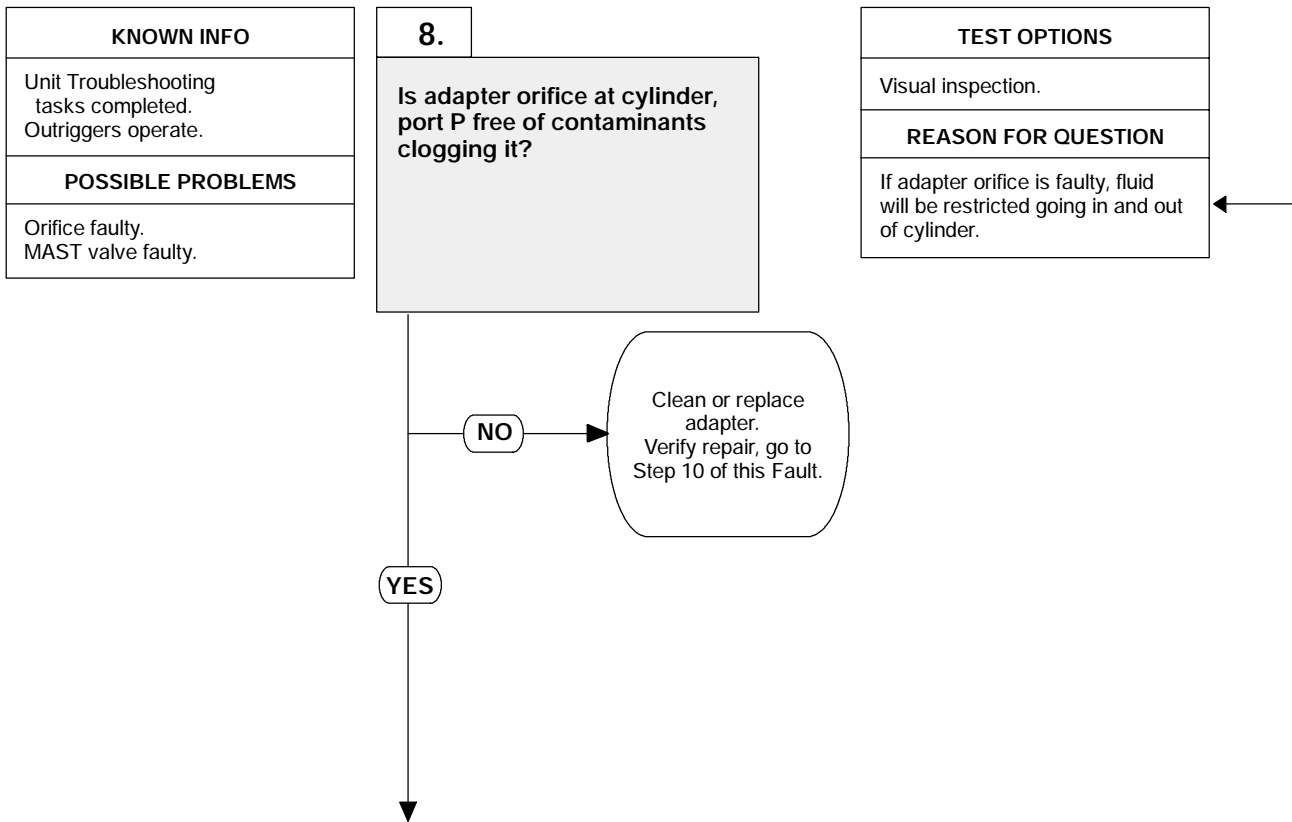 KNOWN INFO
Unit Troubleshooting
tasks completed.
Outriggers operate.
POSSIBLE PROBLEMS
Orifice faulty.
MAST valve faulty.
8.
Is adapter orifice at cylinder,
port P free of contaminants
clogging it?
TEST OPTIONS
Visual inspection.
REASON FOR QUESTION
If adapter orifice is faulty, fluid
will be restricted going in and out
of cylinder.
NO
Clean or replace
adapter.
Verify repair, go to
Step 10 of this Fault.
YES